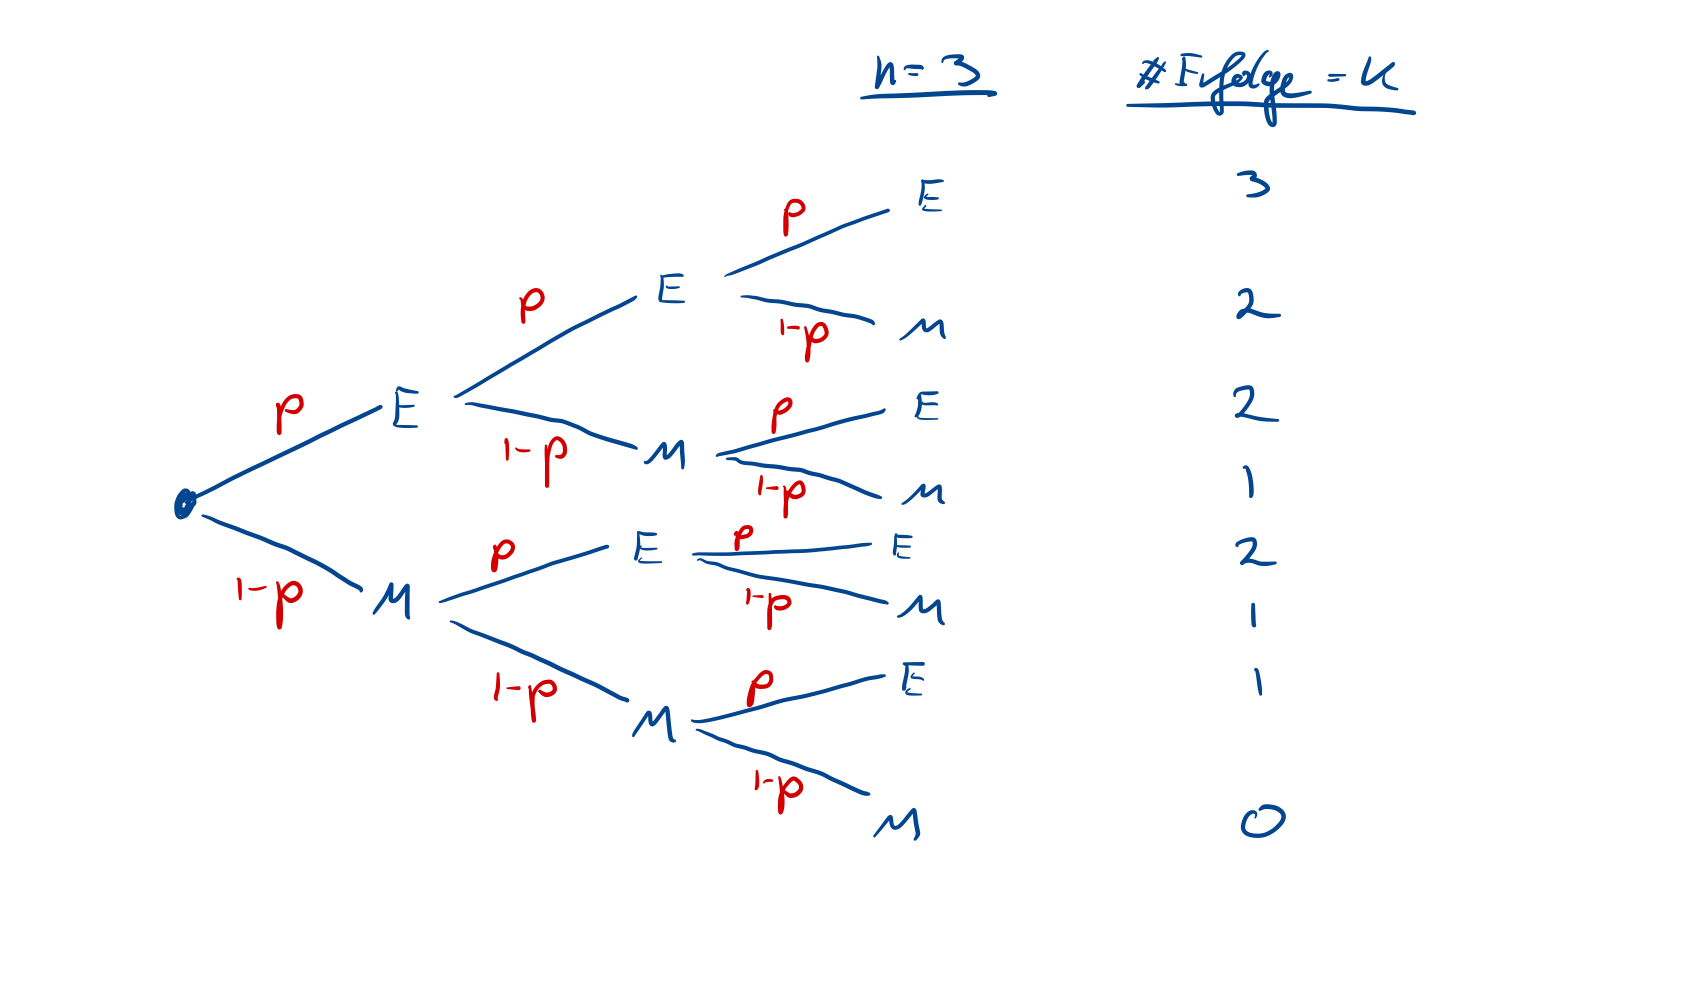 n=3 #Erfolge = k
p E 3
p E
1-p M 2
p E
p E 2
1-p M
1-p M 1
p E
p E 2
1-p M
1-p M 1
p E 1
1-p M
1-p M 0